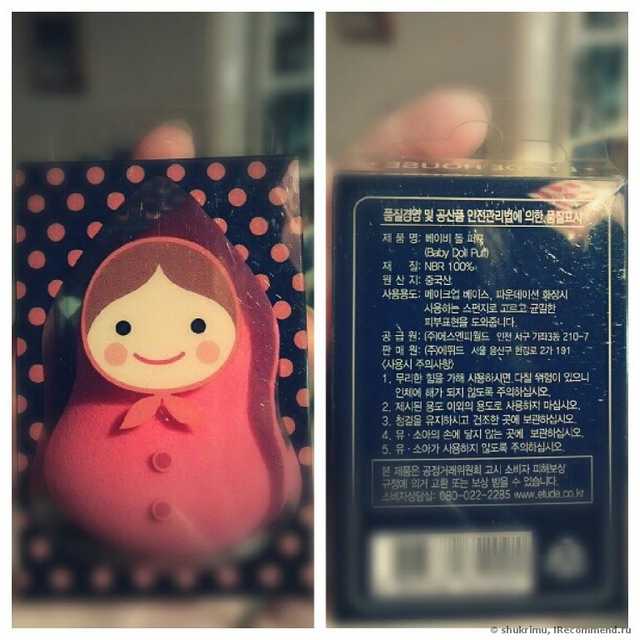 품질경영 및 공산품 안전관리법에 의한 품질표시
제 품 명: 베이비 돌 퍼프
(Baby Doll Puff)
재 질: NBR 100%
원 산 지: 중국산
사용용도: 메이크업 베이스, 파운데이션 화장시
사용하는 스펀지로 고르고 균일한
피부표현을 도와줍니다.
공 급 원: (주)에스엔피월드 인천 서구 가좌3동 210-7
판 매 원: (주)에뛰드 서울 용산구 한강로 2가 191
〈사용시 주의사항〉
1. 무리한 힘을 가해 사용하시면 다칠 위험이 있으니
인체에 해가 되지 않도록 주의하십시오.
2. 제시된 용도 이외의 용도로 사용하지 마십시오.
3. 청결을 유지하시고 건조한 곳에 보관하십시오.
4. 유·소아의 손에 닿지 않는 곳에 보관하십시오.
5. 유·소아가 사용하지 않도록 주의하십시오.
본 제품은 공정거래위원회 고시 소비자 피해보상
규정에 의거 교환 또는 보상 받을 수 있습니다.
소비자상담실: 080-022-2285 www.etude.co.kr
© shukrimu, IRecommend.ru